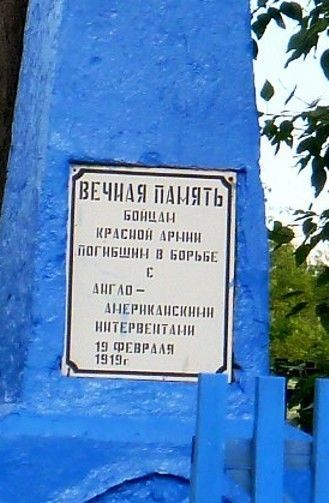 ВЕЧНАЯ ПАМЯТЬ
БОЙЦАМ
КРАСНОЙ АРМИИ
ПОГИБШИМ В БОРЬБЕ
С
АНГЛО –
АМЕРИКАНСКИМИ
ИНТЕРВЕНТАМИ
19 ФЕВРАЛЯ
1919г.